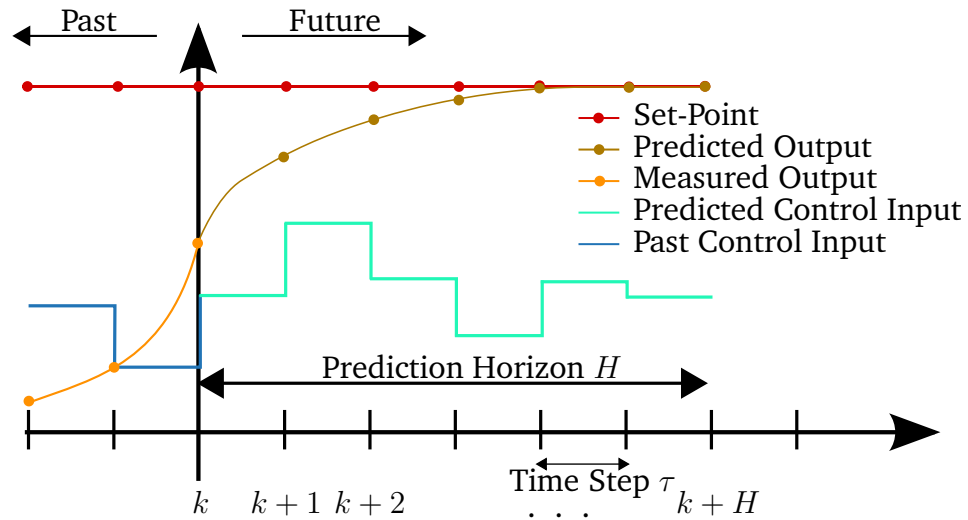 Past
Future
Set-Point
Predicted Output
Measured Output
Predicted Control Input
Past Control Input
Prediction Horizon H
Time Step τ
k k + 1 k + 2 . . . k + H